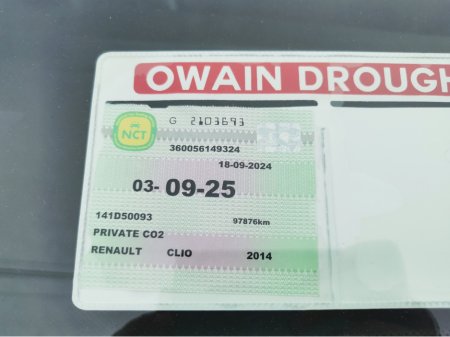 OWAIN DROUGH
NCT
G 2103693
360056149324
18-09-2024
03- 09-25
141D50093 97876km
PRIVATE CO2
RENAULT CLIO 2014